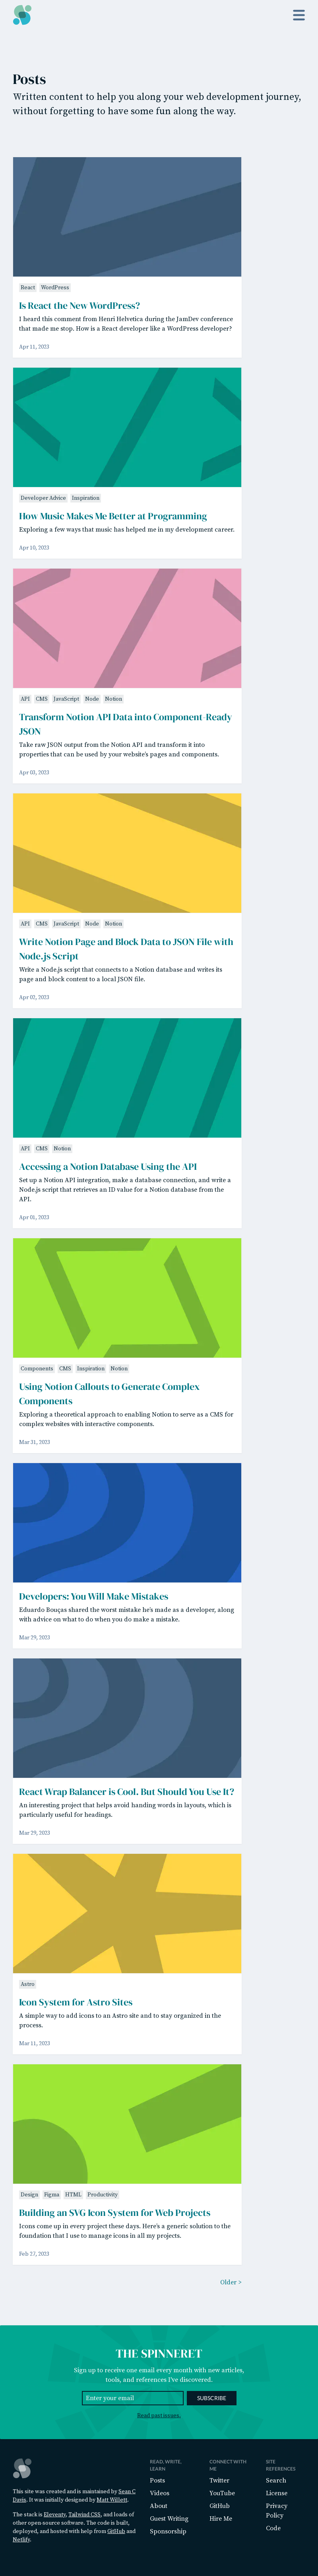 Posts
Written content to help you along your web development journey,
without forgetting to have some fun along the way.
React WordPress
Is React the New WordPress?
I heard this comment from Henri Helvetica during the JamDev conference
that made me stop. How is a React developer like a WordPress developer?
Apr 11, 2023
Developer Advice Inspiration
How Music Makes Me Better at Programming
Exploring a few ways that music has helped me in my development career.
Apr 10, 2023
API CMS JavaScript Node Notion
Transform Notion API Data into Component-Ready
JSON
Take raw JSON output from the Notion API and transform it into
properties that can be used by your website's pages and components.
Apr 03, 2023
API CMS JavaScript Node Notion
Write Notion Page and Block Data to JSON File with
Node.js Script
Write a Node.js script that connects to a Notion database and writes its
page and block content to a local JSON file.
Apr 02, 2023
API CMS Notion
Accessing a Notion Database Using the API
Set up a Notion API integration, make a database connection, and write a
Node.js script that retrieves an ID value for a Notion database from the
API.
Apr 01, 2023
Components CMS Inspiration Notion
Using Notion Callouts to Generate Complex
Components
Exploring a theoretical approach to enabling Notion to serve as a CMS for
complex websites with interactive components.
Mar 31, 2023
Developers: You Will Make Mistakes
Eduardo Bouças shared the worst mistake he's made as a developer, along
with advice on what to do when you do make a mistake.
Mar 29, 2023
React Wrap Balancer is Cool. But Should You Use It?
An interesting project that helps avoid handing words in layouts, which is
particularly useful for headings.
Mar 29, 2023
Astro
Icon System for Astro Sites
A simple way to add icons to an Astro site and to stay organized in the
process.
Mar 11, 2023
Design Figma HTML Productivity
Building an SVG Icon System for Web Projects
Icons come up in every project these days. Here's a generic solution to the
foundation that I use to manage icons in all my projects.
Feb 27, 2023
Older >
THE SPINNERET
Sign up to receive one email every month with new articles,
tools, and references I've discovered.
Enter your email
SUBSCRIBE
Read past issues.
This site was created and is maintained by Sean C
Davis. It was initially designed by Matt Willett.
The stack is Eleventy, Tailwind CSS, and loads of
other open-source software. The code is built,
deployed, and hosted with help from GitHub and
Netlify.
READ. WRITE.
LEARN
Posts
Videos
About
Guest Writing
Sponsorship
CONNECT WITH
ME
Twitter
YouTube
GitHub
Hire Me
SITE
REFERENCES
Search
License
Privacy
Policy
Code